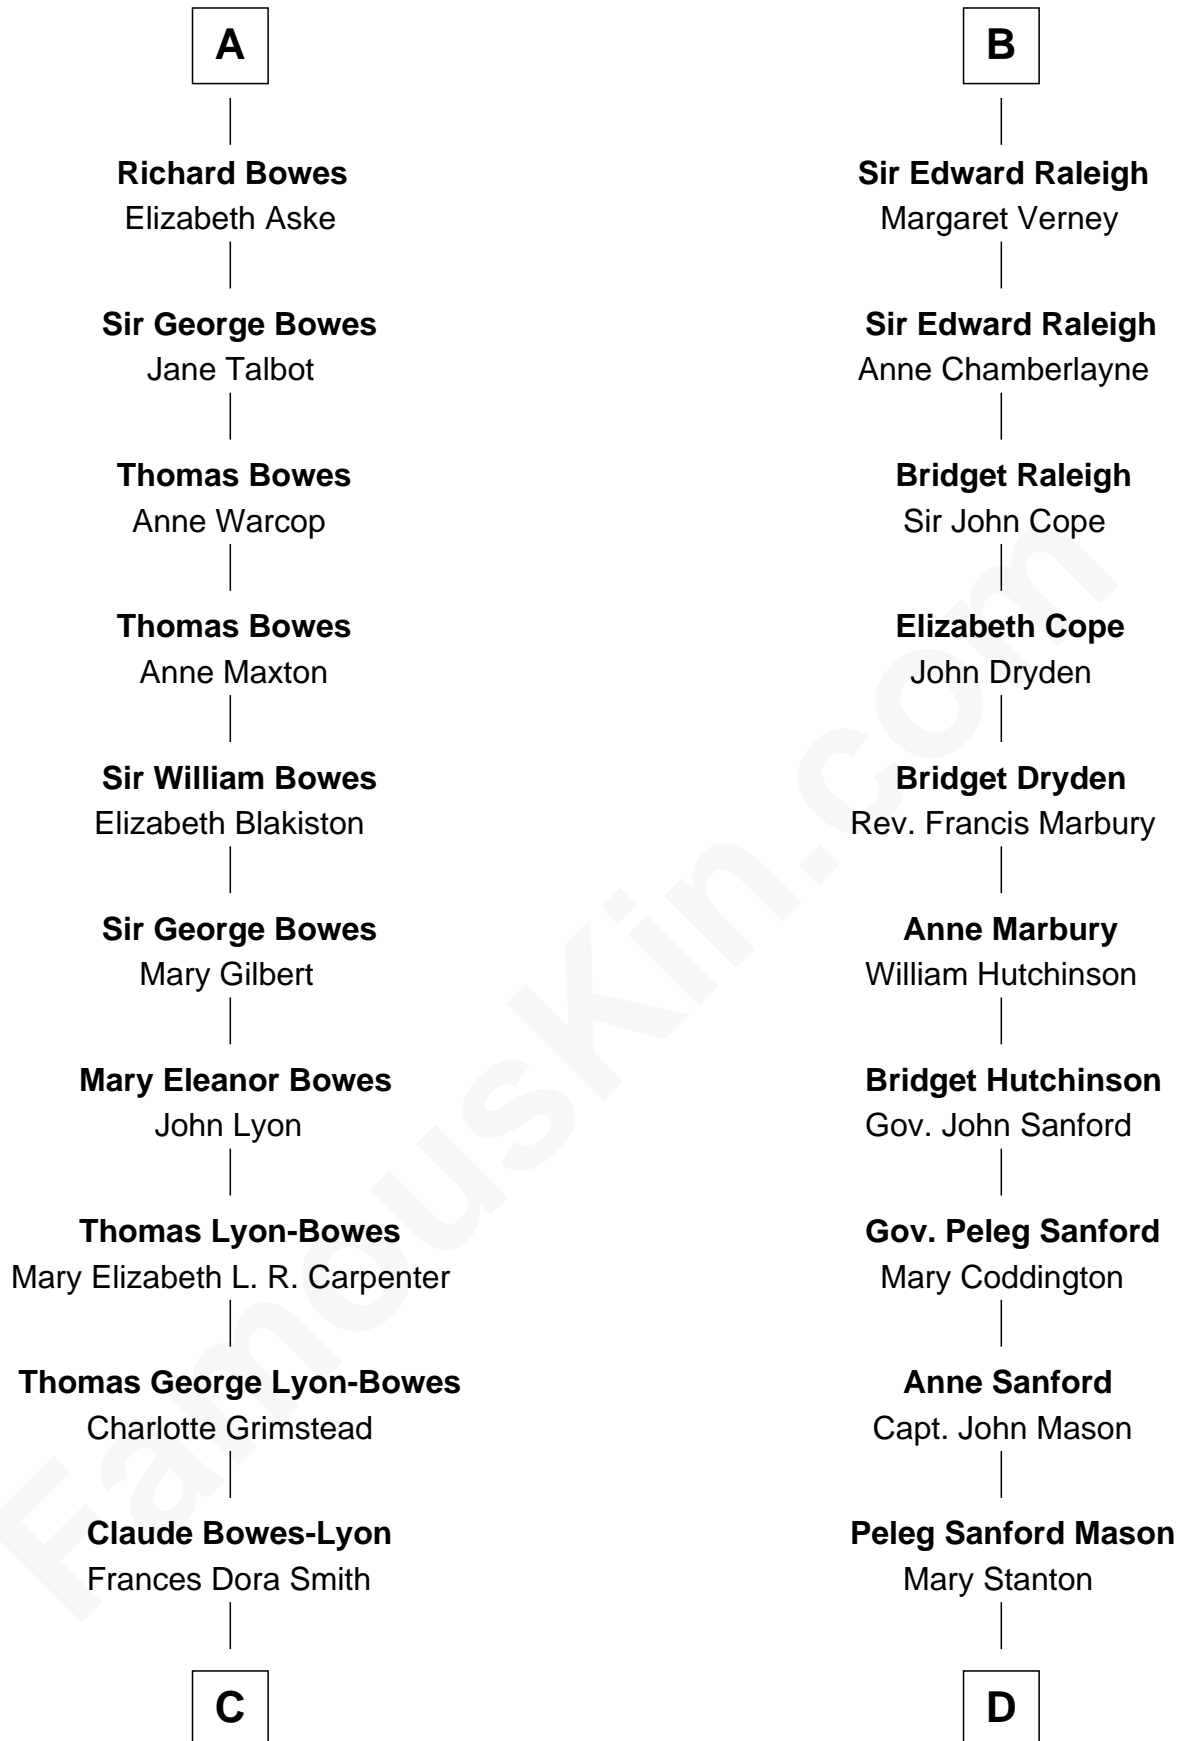 A
Richard Bowes
Elizabeth Aske
Sir George Bowes
Jane Talbot
Thomas Bowes
Anne Warcop
Thomas Bowes
Anne Maxton
Sir William Bowes
Elizabeth Blakiston
Sir George Bowes
Mary Gilbert
Mary Eleanor Bowes
John Lyon
Thomas Lyon-Bowes
Mary Elizabeth L. R. Carpenter
Thomas George Lyon-Bowes
Charlotte Grimstead
Claude Bowes-Lyon
Frances Dora Smith
C
B
Sir Edward Raleigh
Margaret Verney
Sir Edward Raleigh
Anne Chamberlayne
Bridget Raleigh
Sir John Cope
Elizabeth Cope
John Dryden
Bridget Dryden
Rev. Francis Marbury
Anne Marbury
William Hutchinson
Bridget Hutchinson
Gov. John Sanford
Gov. Peleg Sanford
Mary Coddington
Anne Sanford
Capt. John Mason
Peleg Sanford Mason
Mary Stanton
D
FamousKin.com